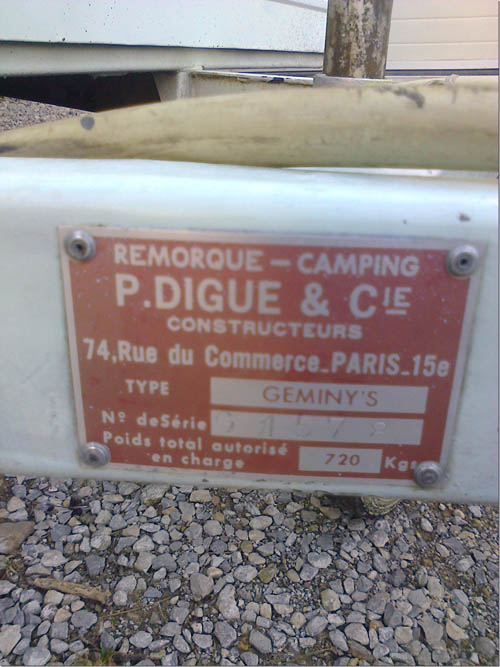 REMORQUE – CAMPING
P.DIGUE & CIE
CONSTRUCTEURS
74,Rue du Commerce_PARIS_15e
TYPE GEMINY'S
Nº de Série
Poids total autorisé
en charge 720 Kgs